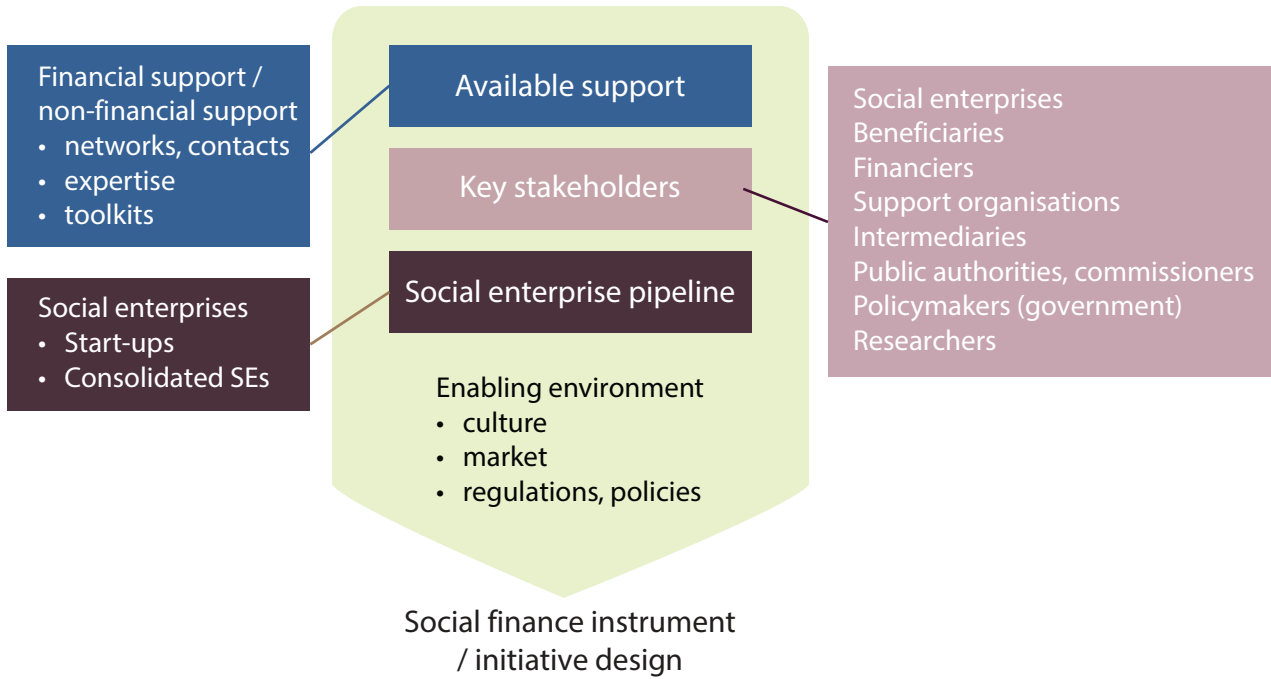 Financial support /
non-financial support
• networks, contacts
• expertise
• toolkits
Social enterprises
• Start-ups
• Consolidated SEs
Available support
Key stakeholders
Social enterprise pipeline
Enabling environment
• culture
• market
• regulations, policies
Social finance instrument
/ initiative design
Social enterprises
Beneficiaries
Financiers
Support organisations
Intermediaries
Public authorities, commissioners
Policymakers (government)
Researchers